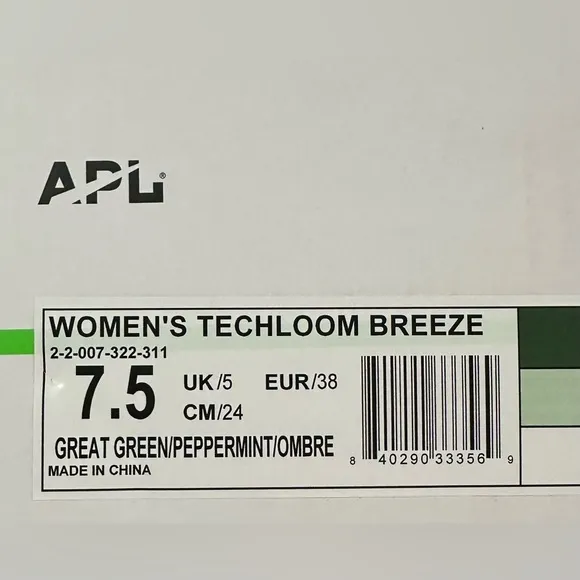 APL®
WOMEN'S TECHLOOM BREEZE
2-2-007-322-311
7.5 UK/5 EUR/38
CM/24
GREAT GREEN/PEPPERMINT/OMBRE
MADE IN CHINA
8 40290 33356 9